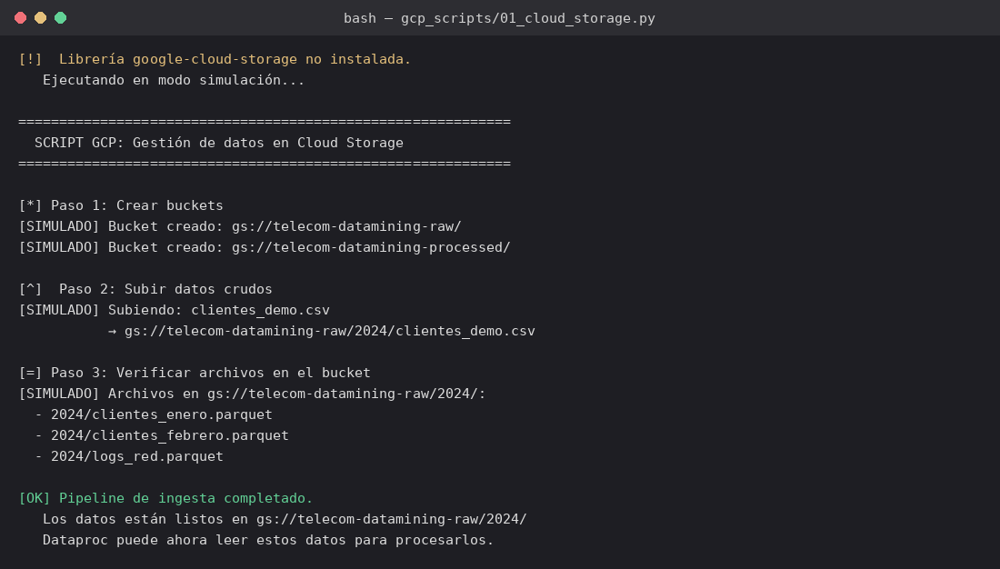 bash — gcp_scripts/01_cloud_storage.py
[!]  Librería google-cloud-storage no instalada.
   Ejecutando en modo simulación...
============================================================
  SCRIPT GCP: Gestión de datos en Cloud Storage
============================================================
[*] Paso 1: Crear buckets
[SIMULADO] Bucket creado: gs://telecom-datamining-raw/
[SIMULADO] Bucket creado: gs://telecom-datamining-processed/
[^]  Paso 2: Subir datos crudos
[SIMULADO] Subiendo: clientes_demo.csv
           → gs://telecom-datamining-raw/2024/clientes_demo.csv
[=] Paso 3: Verificar archivos en el bucket
[SIMULADO] Archivos en gs://telecom-datamining-raw/2024/:
  - 2024/clientes_enero.parquet
  - 2024/clientes_febrero.parquet
  - 2024/logs_red.parquet
[OK] Pipeline de ingesta completado.
   Los datos están listos en gs://telecom-datamining-raw/2024/
   Dataproc puede ahora leer estos datos para procesarlos.